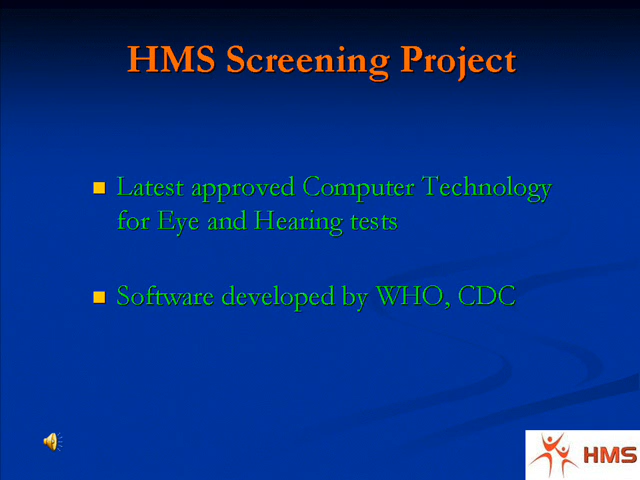 HMS Screening Project
Latest approved Computer Technology
for Eye and Hearing tests
Software developed by WHO, CDC
HMS